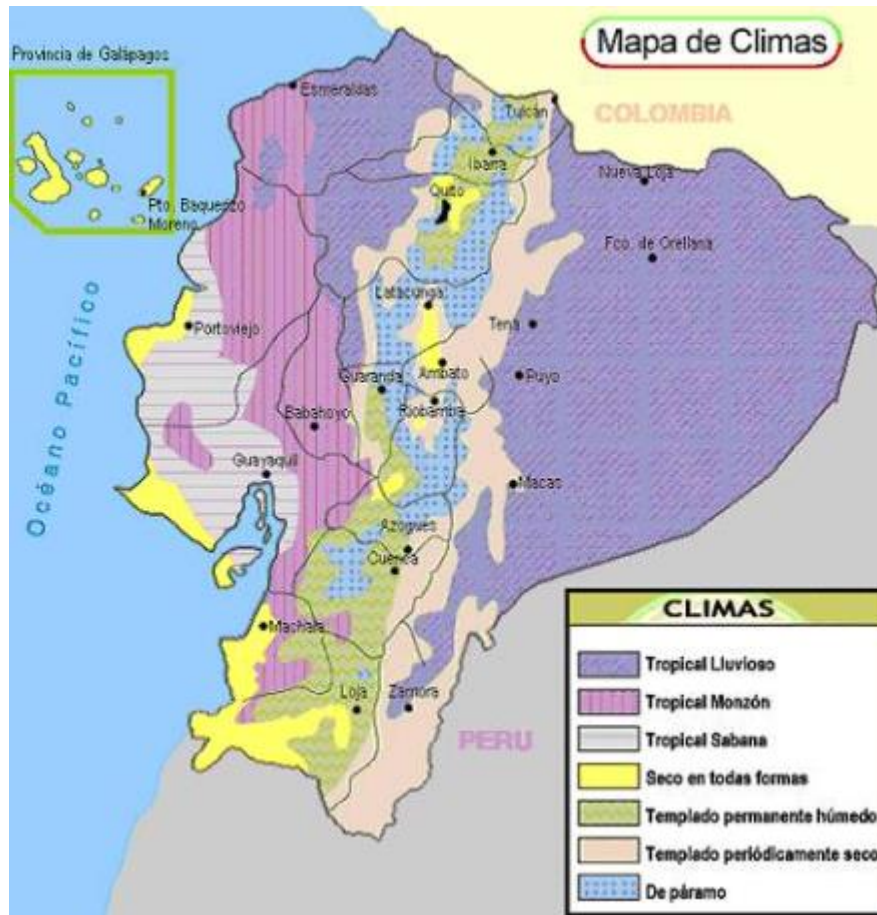 Provincia de Galápagos
Mapa de Climas
Esmeraldas
Tulcán
COLOMBIA
Ibarra
Nueva Loja
Quito
Pto. Baquerizo
Moreno
Fco. de Orellana
Océano Pacífico
Latacunga
Portoviejo
Tena
Ambato
Puyo
Guaranda
Riobamba
Babahoyo
Guayaquil
Macas
Azogues
Cuenca
Machala
Loja
Zamora
PERU
CLIMAS
Tropical Lluvioso
Tropical Monzón
Tropical Sabana
Seco en todas formas
Templado permanente húmedo
Templado periódicamente seco
De páramo